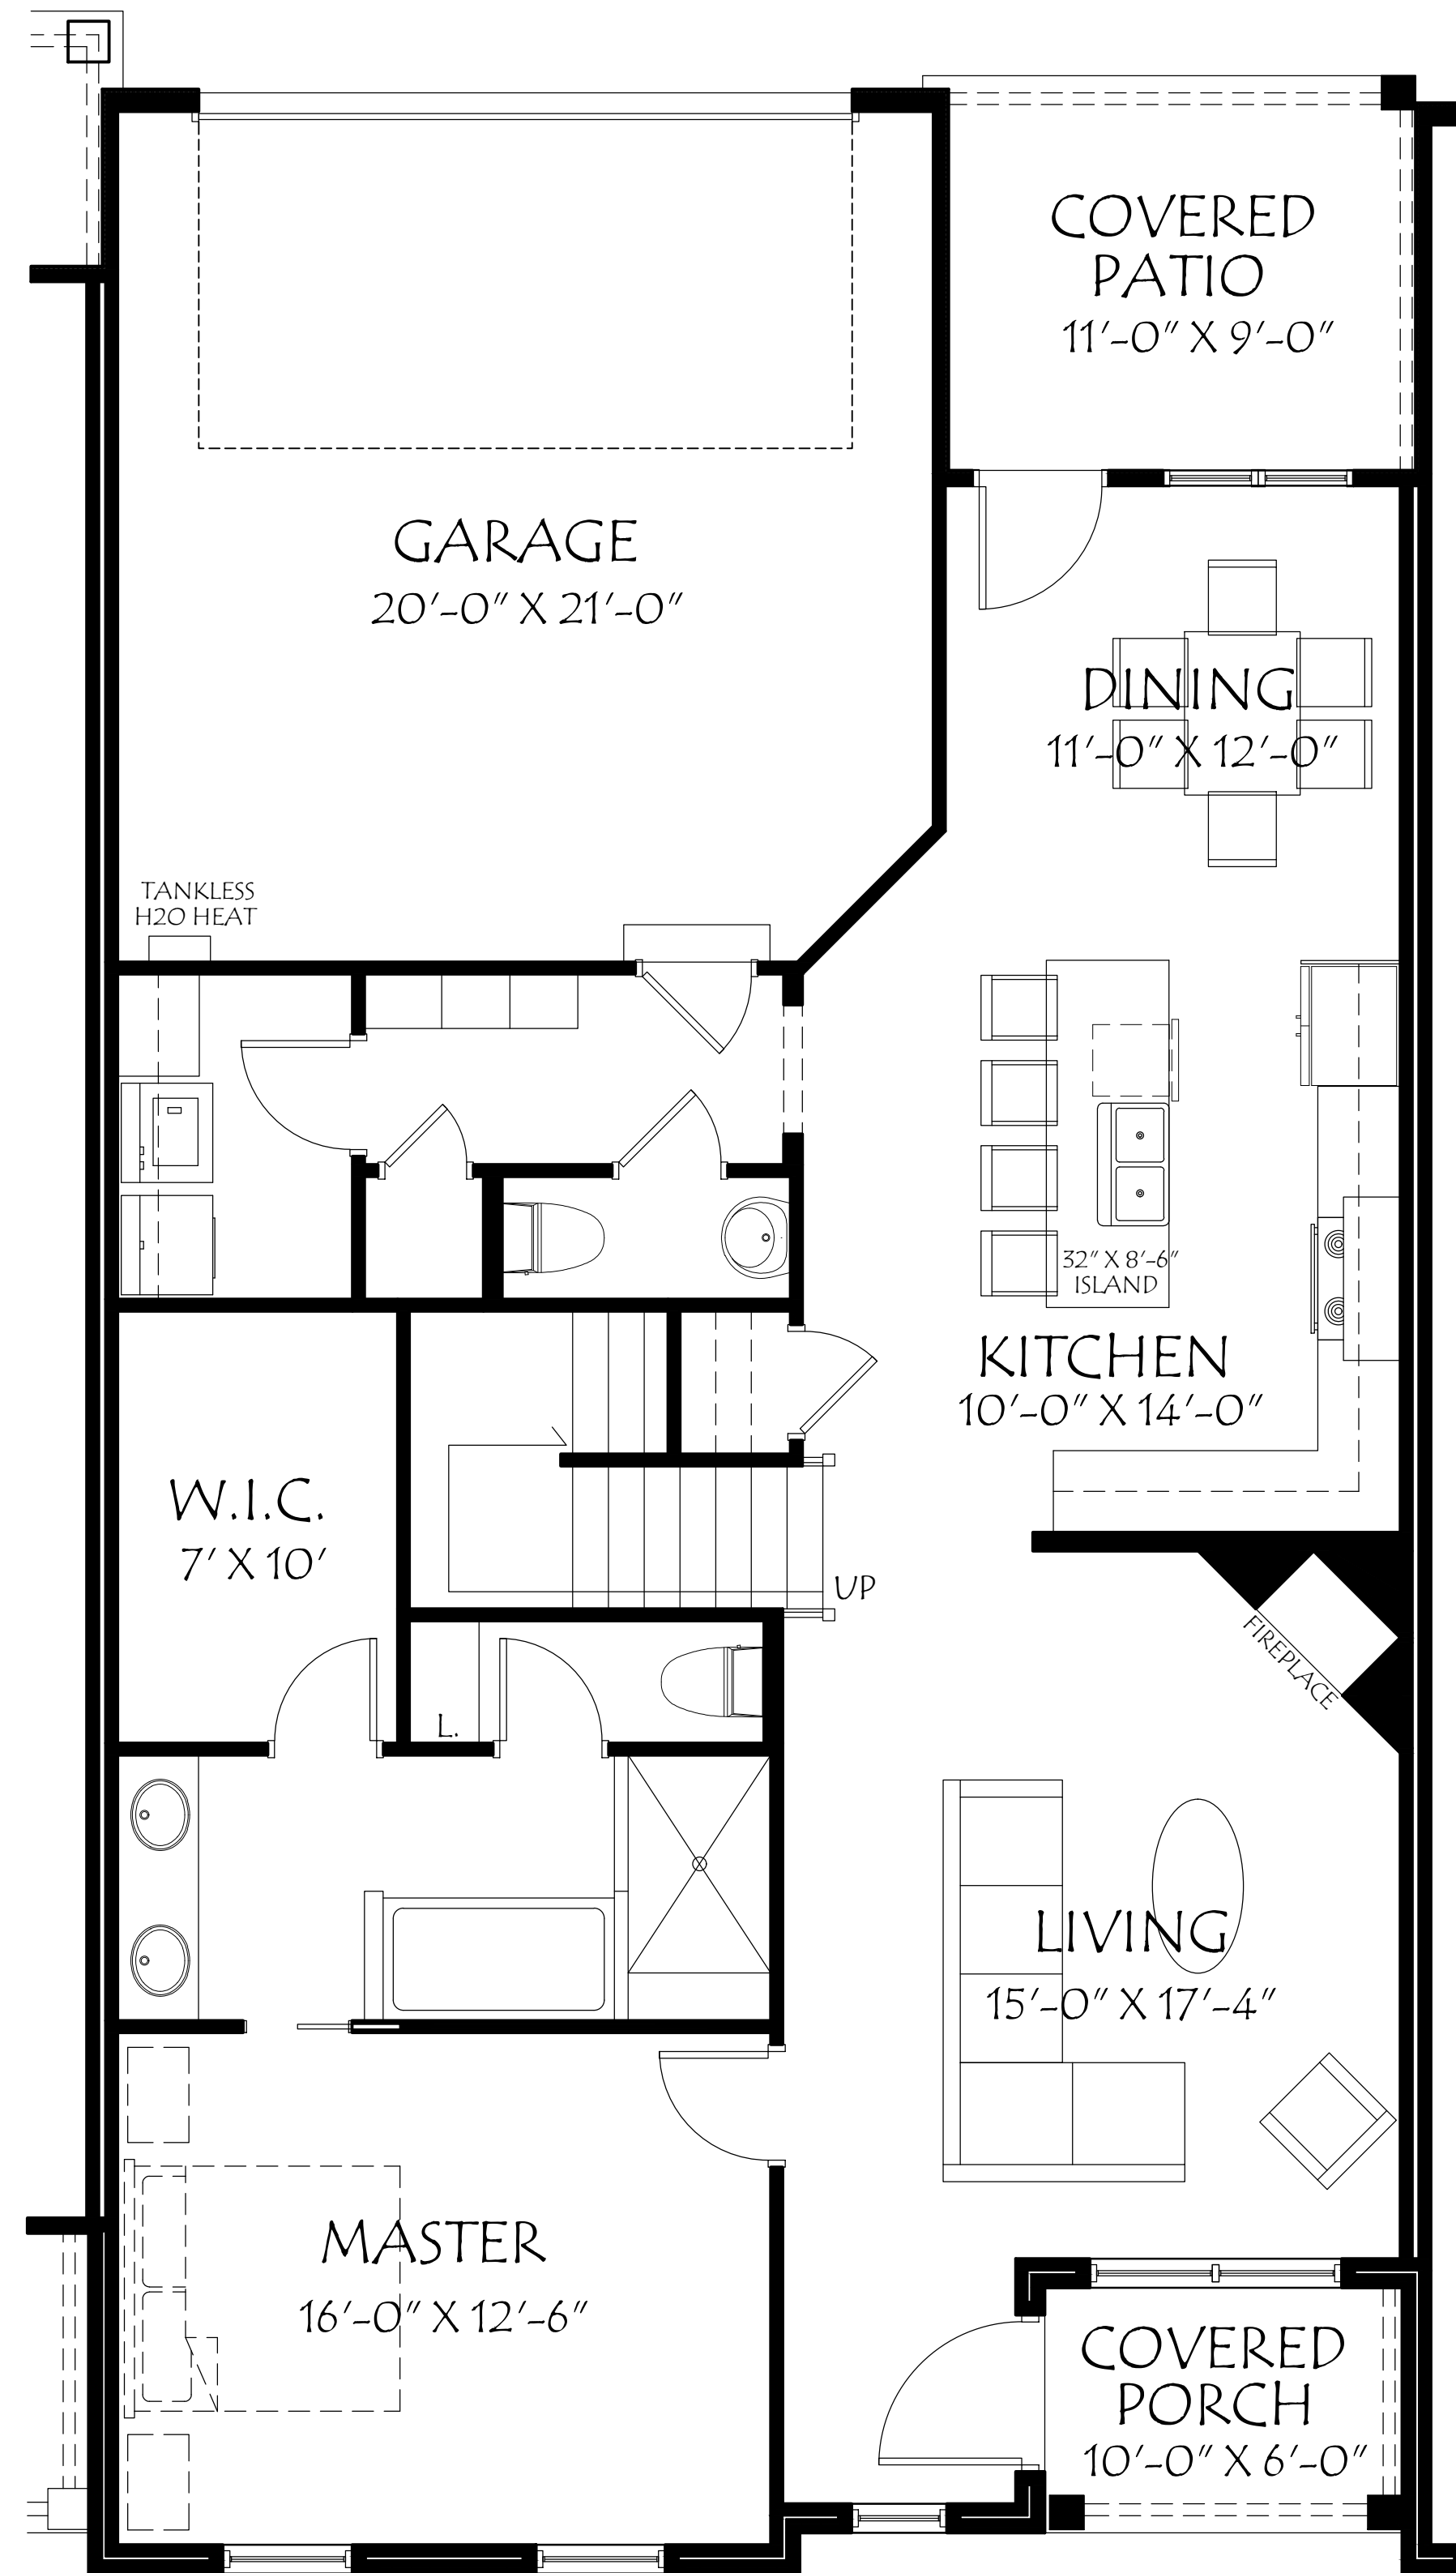 COVERED
PATIO
11'-0" X 9'-0"
GARAGE
20'-0" X 21'-0"
DINING
11'-0" X 12'-0"
TANKLESS
H2O HEAT
32" X 8'-6"
ISLAND
KITCHEN
10'-0" X 14'-0"
W.I.C.
7' X 10'
UP
FIREPLACE
L.
LIVING
15'-0" X 17'-4"
MASTER
16'-0" X 12'-6"
COVERED
PORCH
10'-0" X 6'-0"